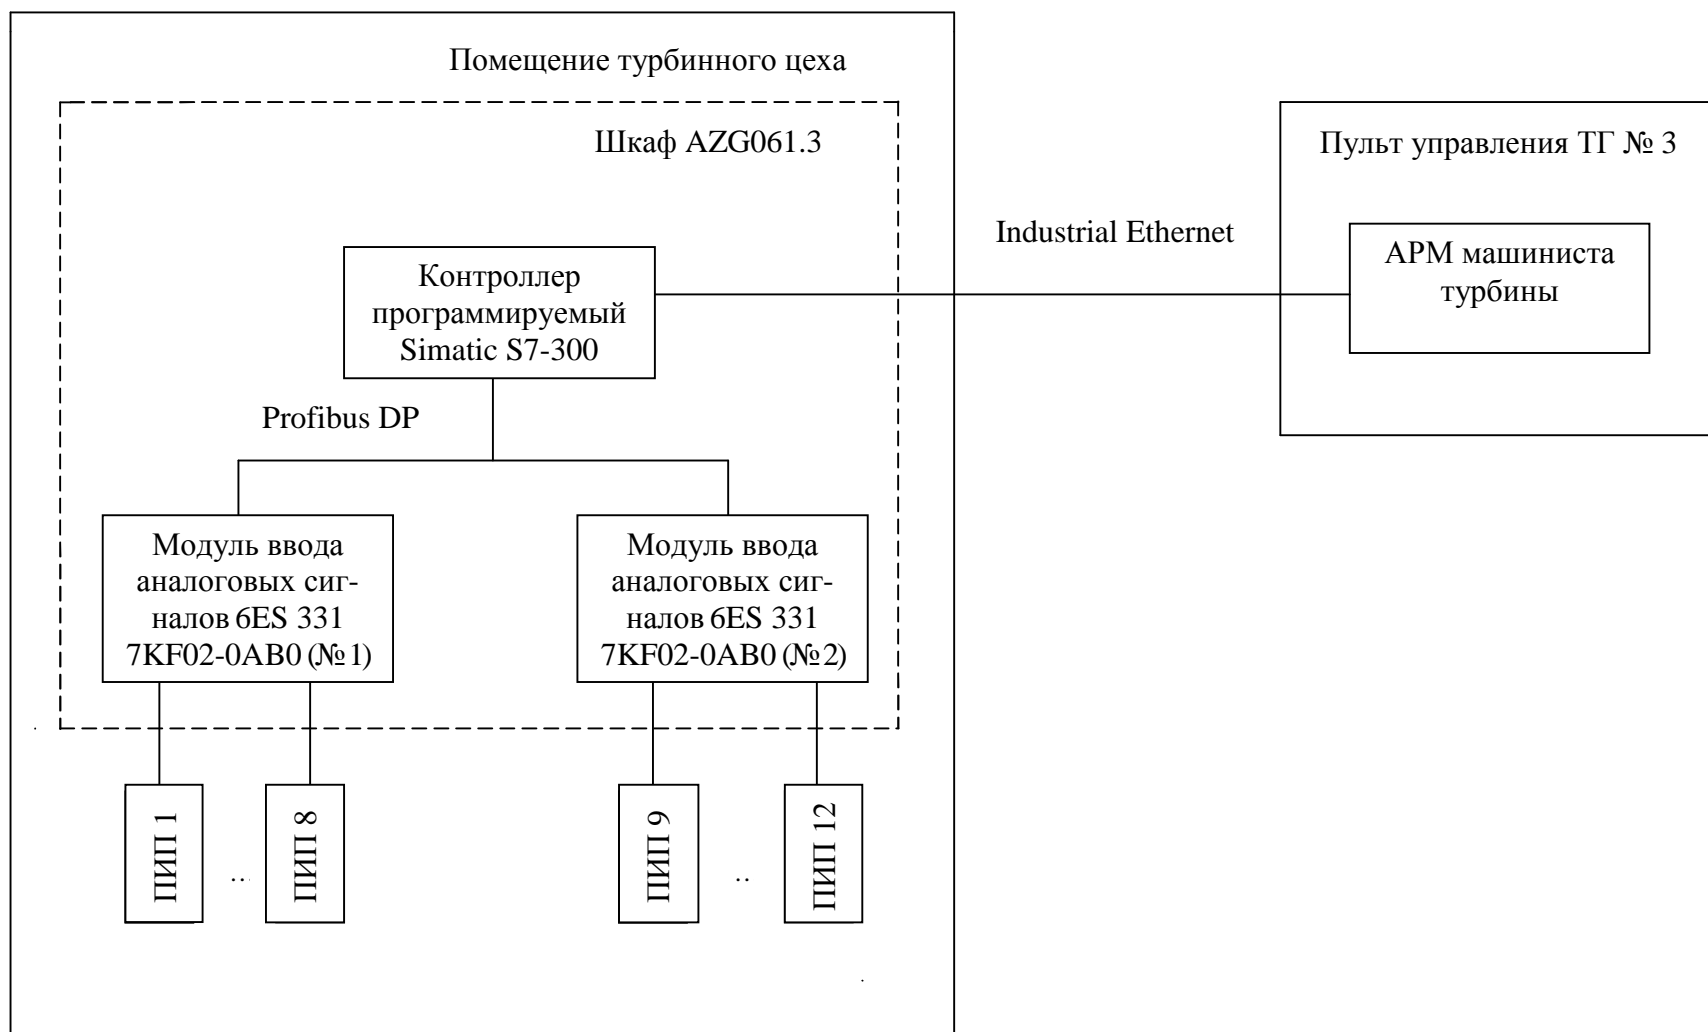 Помещение турбинного цеха
Шкаф AZG061.3
Пульт управления ТГ № 3
Industrial Ethernet
АРМ машиниста
турбины
Контроллер
программируемый
Simatic S7-300
Profibus DP
Модуль ввода
аналоговых сиг-
налов 6ES 331
7KF02-0AB0 (№1)
Модуль ввода
аналоговых сиг-
налов 6ES 331
7KF02-0AB0 (№2)
ПИП 1
...
ПИП 8
ПИП 9
..
ПИП 12